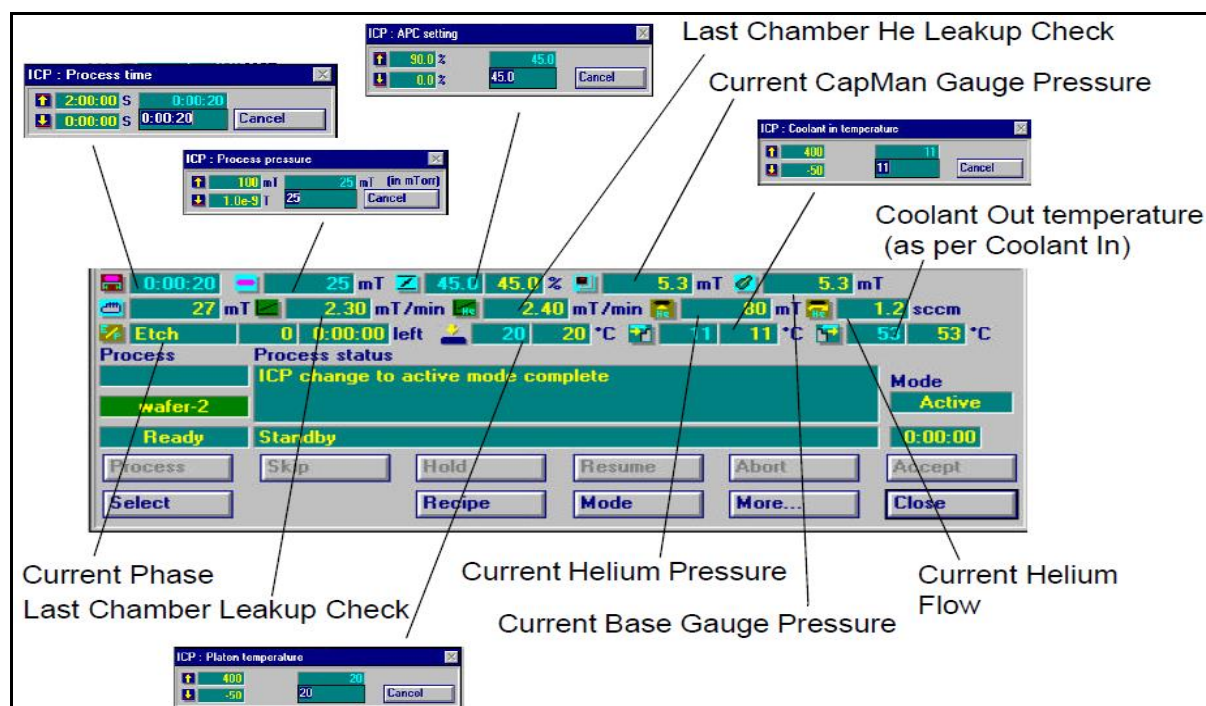 ICP : APC setting
90.0 % 45.0
0.0 % 45.0 Cancel
Last Chamber He Leakup Check
ICP : Process time
2:00:00 S 0:00:20
0:00:00 S 0:00:20 Cancel
Current CapMan Gauge Pressure
ICP : Coolant in temperature
400 11
-50 11 Cancel
ICP : Process pressure
100 mT 25 mT (in mTorr)
1.0e-9 T 25 Cancel
Coolant Out temperature
(as per Coolant In)
0:00:20 25 mT 45.0 45.0 % 5.3 mT 5.3 mT
27 mT 2.30 mT/min He 2.40 mT/min He 80 mT He 1.2 sccm
Etch 0 0:00:00 left 20 20 °C 11 11 °C 53 53 °C
Process Process status
ICP change to active mode complete
Mode
wafer-2 Active
Ready Standby 0:00:00
Process Skip Hold Resume Abort Accept
Select Recipe Mode More... Close
Current Phase
Last Chamber Leakup Check
Current Helium Pressure
Current Helium
Flow
Current Base Gauge Pressure
ICP : Platen temperature
400 20
-50 20 Cancel